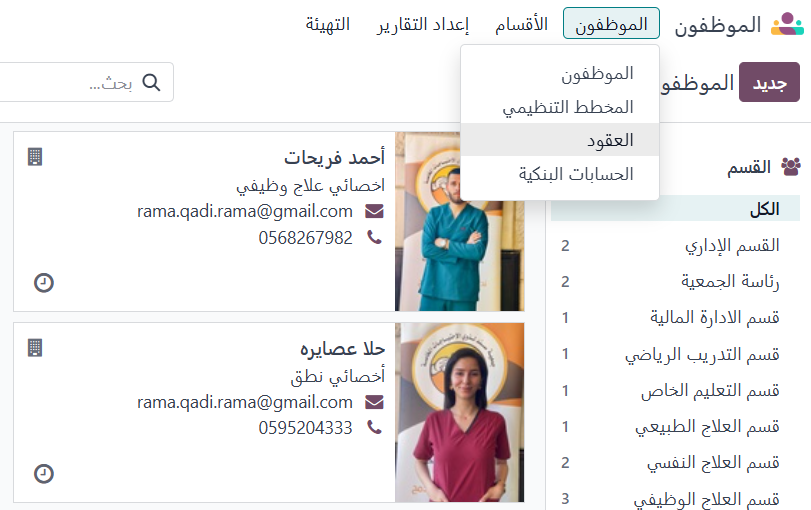 الموظفون
الموظفون
الأقسام
إعداد التقارير
التهيئة
جديد
الموظفو
بحث...
الموظفون
المخطط التنظيمي
العقود
الحسابات البنكية
القسم
الكل
القسم الإداري 2
رئاسة الجمعية 2
قسم الادارة المالية 1
قسم التدريب الرياضي 1
قسم التعليم الخاص 1
قسم العلاج الطبيعي 1
قسم العلاج النفسي 2
قسم العلاج الوظيفي 3
أحمد فريحات
اخصائي علاج وظيفي
rama.qadi.rama@gmail.com
0568267982
حلا عصايره
أخصائي نطق
rama.qadi.rama@gmail.com
0595204333